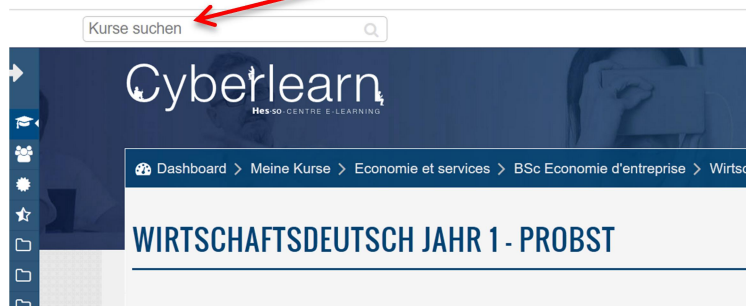 Kurse suchen
Cyberlearn
Hes·so-CENTRE E-LEARNING
Dashboard > Meine Kurse > Economie et services > BSc Economie d'entreprise > Wirtsc
WIRTSCHAFTSDEUTSCH JAHR 1 - PROBST